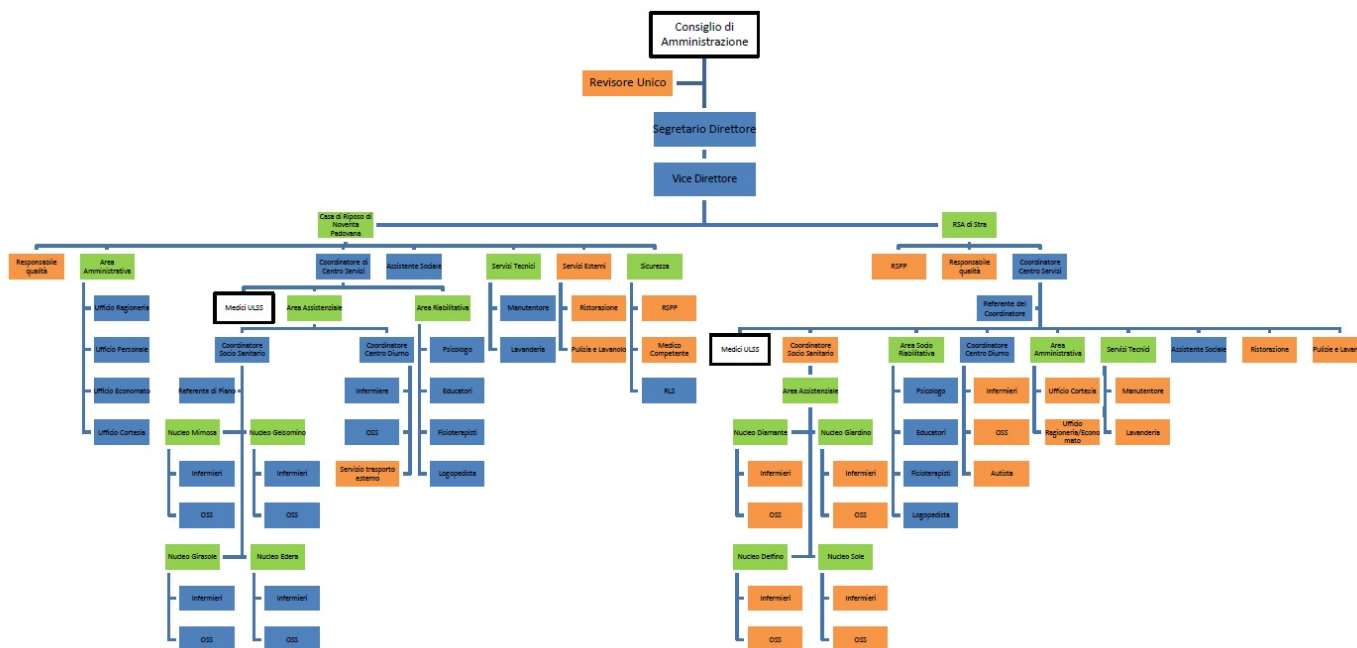 Consiglio di
Amministrazione
Revisore Unico
Segretario Direttore
Vice Direttore
Casa di Riposo di
Noventa
Padovana
RSA di Stra
Responsabile
qualità
Area
Amministrativa
Coordinatore di
Centro Servizi
Assistente Sociale
Servizi Tecnici
Servizi Esterni
Sicurezza
RSPP
Responsabile
qualità
Coordinatore
Centro Servizi
Ufficio Ragioneria
Medici ULSS
Area Assistenziale
Area Riabilitativa
Manutentore
Ristorazione
RSPP
Referente del
Coordinatore
Ufficio Personale
Coordinatore
Socio Sanitario
Coordinatore
Centro Diurno
Psicologo
Lavanderia
Pulizia e Lavanolo
Medico
Competente
Medici ULSS
Coordinatore
Socio Sanitario
Area Socio
Riabilitativa
Coordinatore
Centro Diurno
Area
Amministrativa
Servizi Tecnici
Assistente Sociale
Ristorazione
Pulizie e Lavan
Ufficio Economato
Referente di Piano
Infermiere
Educatori
RLS
Area Assistenziale
Psicologo
Infermieri
Ufficio Cortesia
Manutentore
Ufficio Cortesia
Nucleo Mimosa
Nucleo Gelsomino
OSS
Fisioterapisti
Nucleo Diamante
Nucleo Giardino
Educatori
OSS
Ufficio
Ragioneria/Econo
mato
Lavanderia
Infermieri
Infermieri
Servizio trasporto
esterno
Logopedista
Infermieri
Infermieri
Fisioterapisti
Autista
OSS
OSS
OSS
OSS
Logopedista
Nucleo Girasole
Nucleo Edera
Nucleo Delfino
Nucleo Sole
Infermieri
Infermieri
Infermieri
Infermieri
OSS
OSS
OSS
OSS